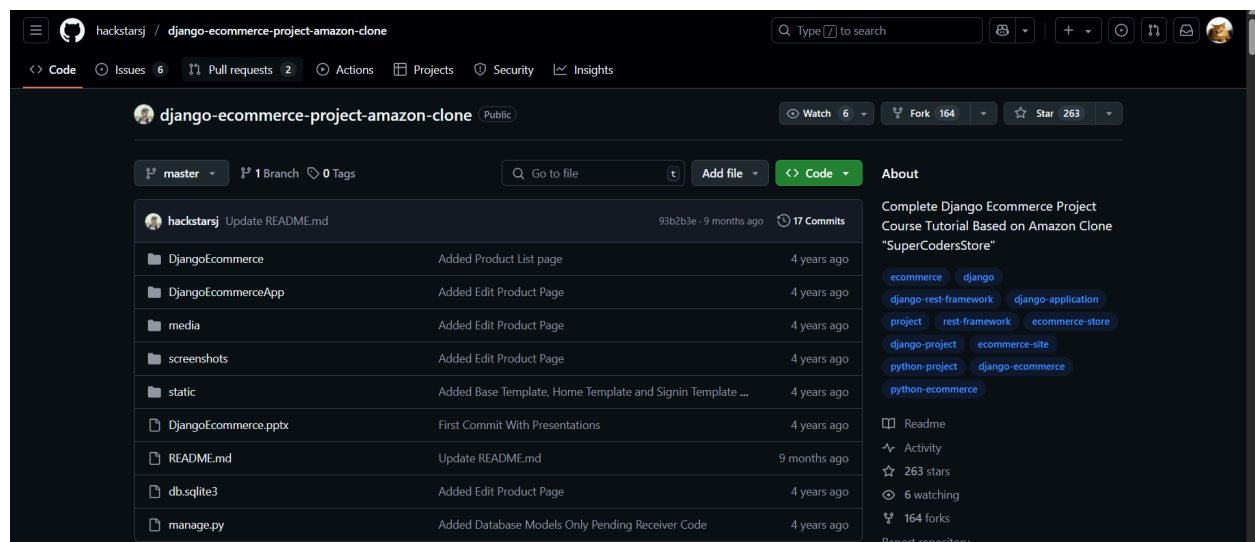 hackstarsj / django-ecommerce-project-amazon-clone
Type / to search
Code
Issues 6
Pull requests 2
Actions
Projects
Security
Insights
django-ecommerce-project-amazon-clone Public
Watch 6
Fork 164
Star 263
master
1 Branch
0 Tags
Go to file t
Add file
Code
hackstarsj Update README.md 93b2b3e · 9 months ago 17 Commits
DjangoEcommerce Added Product List page 4 years ago
DjangoEcommerceApp Added Edit Product Page 4 years ago
media Added Edit Product Page 4 years ago
screenshots Added Edit Product Page 4 years ago
static Added Base Template, Home Template and Signin Template ... 4 years ago
DjangoEcommerce.pptx First Commit With Presentations 4 years ago
README.md Update README.md 9 months ago
db.sqlite3 Added Edit Product Page 4 years ago
manage.py Added Database Models Only Pending Receiver Code 4 years ago
About
Complete Django Ecommerce Project
Course Tutorial Based on Amazon Clone
"SuperCodersStore"
ecommerce django
django-rest-framework django-application
project rest-framework ecommerce-store
django-project ecommerce-site
python-project django-ecommerce
python-ecommerce
Readme
Activity
263 stars
6 watching
164 forks
Report repository